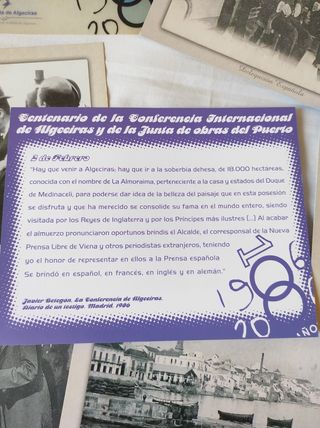 a de Algeciras
20
Delegación Española
Centenario de la Conferencia Internacional
de Algeciras y de la Junta de obras del Puerto
2 de Febrero
"Hay que venir a Algeciras; hay que ir a la soberbia dehesa, de 18.000 hectáreas,
conocida con el nombre de La Almoraima, perteneciente a la casa y estados del Duque
de Medinaceli, para poderse dar idea de la belleza del paisaje que en esta posesión
se disfruta y que ha merecido se consolide su fama en el mundo entero, siendo
visitada por los Reyes de Inglaterra y por los Príncipes más ilustres [...] Al acabar
el almuerzo pronunciaron oportunos brindis el Alcalde, el corresponsal de la Nueva
Prensa Libre de Viena y otros periodistas extranjeros, teniendo
yo el honor de representar en ellos a la Prensa española
Se brindó en español, en francés, en inglés y en alemán."
Javier Betegón, La Conferencia de Algeciras.
Diario de un testigo. Madrid, 1906
1906
20
AÑO